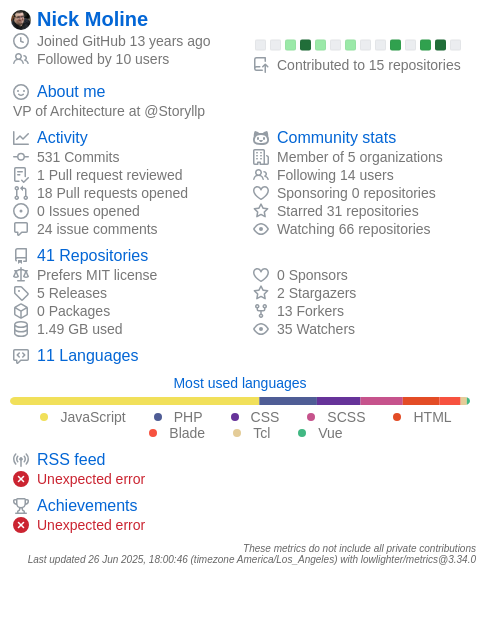 Nick Moline
Joined GitHub 13 years ago
Followed by 10 users
Contributed to 15 repositories
About me
VP of Architecture at @Storyllp
Activity
531 Commits
1 Pull request reviewed
18 Pull requests opened
0 Issues opened
24 issue comments
Community stats
Member of 5 organizations
Following 14 users
Sponsoring 0 repositories
Starred 31 repositories
Watching 66 repositories
41 Repositories
Prefers MIT license
5 Releases
0 Packages
1.49 GB used
0 Sponsors
2 Stargazers
13 Forkers
35 Watchers
11 Languages
Most used languages
JavaScript PHP CSS SCSS HTML
Blade Tcl Vue
RSS feed
Unexpected error
Achievements
Unexpected error
These metrics do not include all private contributions
Last updated 26 Jun 2025, 18:00:46 (timezone America/Los_Angeles) with lowlighter/metrics@3.34.0